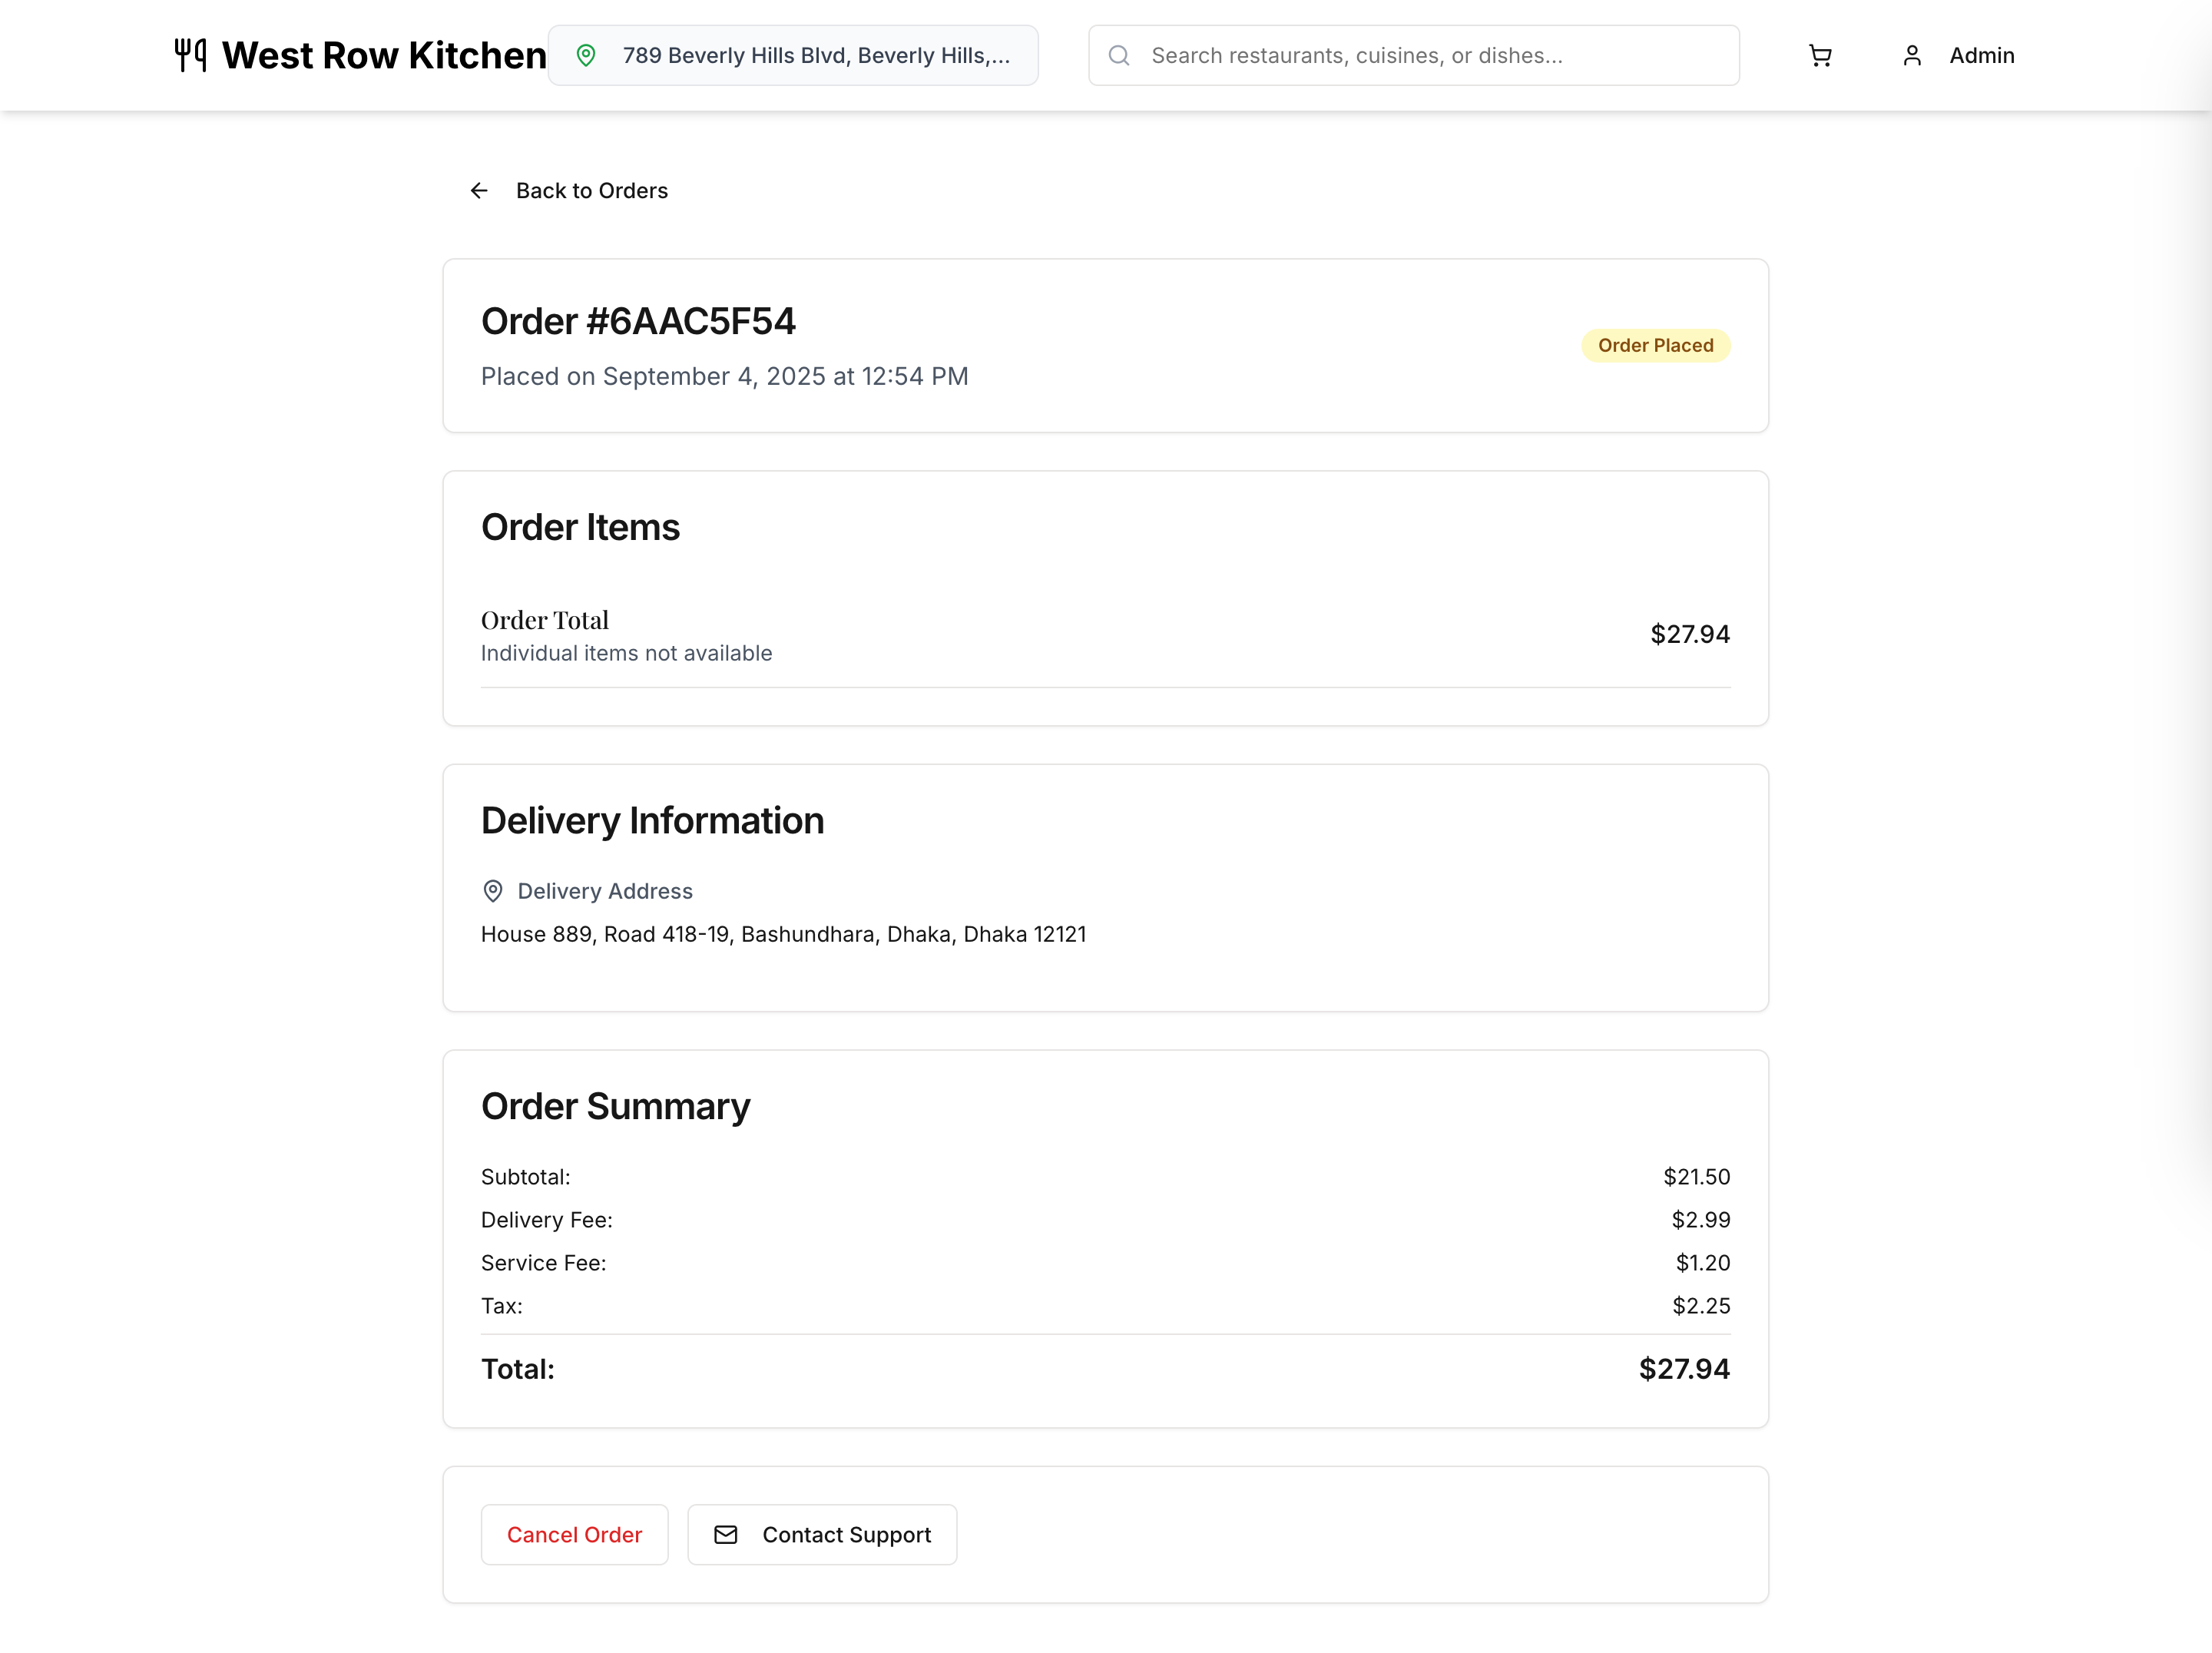 West Row Kitchen
789 Beverly Hills Blvd, Beverly Hills,...
Search restaurants, cuisines, or dishes...
Admin
Back to Orders
Order #6AAC5F54
Placed on September 4, 2025 at 12:54 PM
Order Placed
Order Items
Order Total
Individual items not available
$27.94
Delivery Information
Delivery Address
House 889, Road 418-19, Bashundhara, Dhaka, Dhaka 12121
Order Summary
Subtotal: $21.50
Delivery Fee: $2.99
Service Fee: $1.20
Tax: $2.25
Total: $27.94
Cancel Order
Contact Support